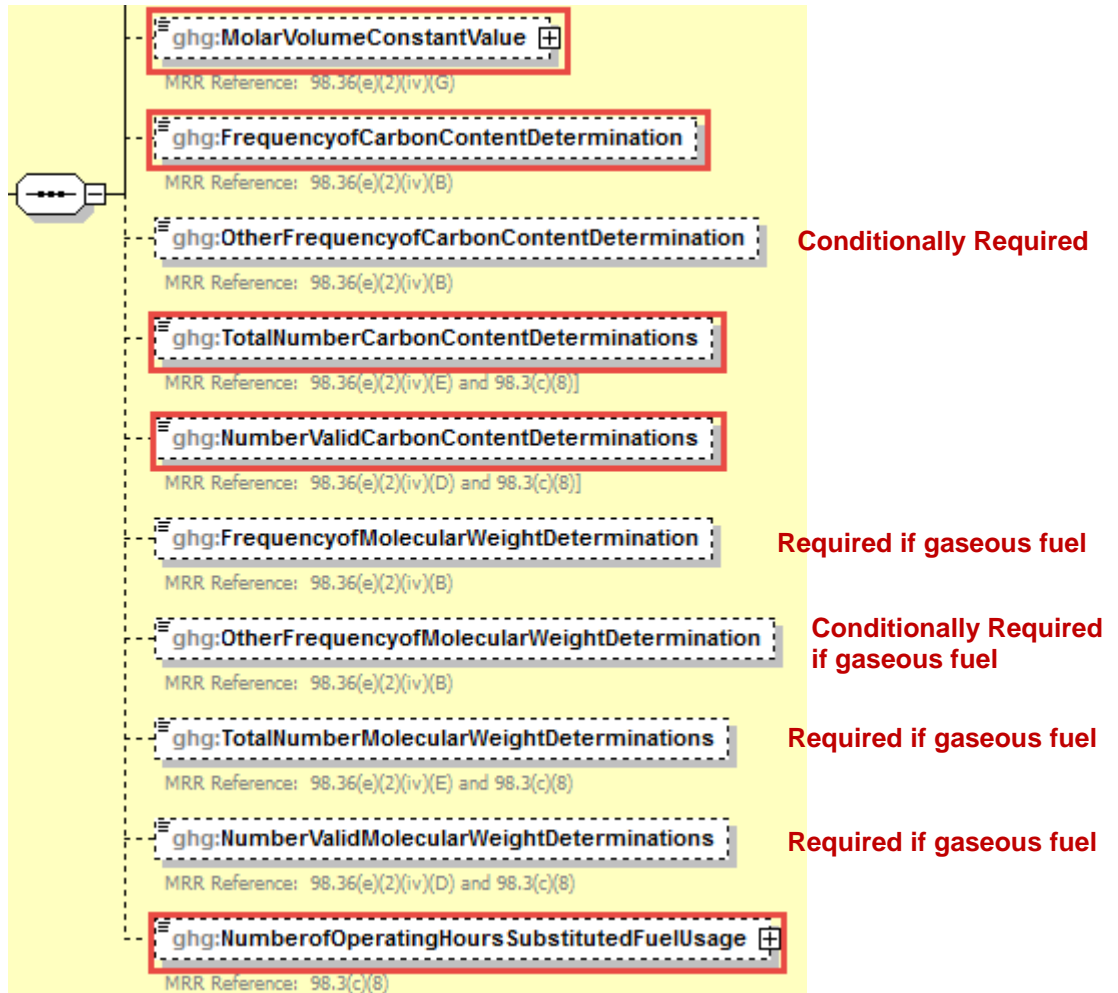 ghg:MolarVolumeConstantValue
MRR Reference: 98.36(e)(2)(iv)(G)
ghg:FrequencyofCarbonContentDetermination
MRR Reference: 98.36(e)(2)(iv)(B)
ghg:OtherFrequencyofCarbonContentDetermination Conditionally Required
MRR Reference: 98.36(e)(2)(iv)(B)
ghg:TotalNumberCarbonContentDeterminations
MRR Reference: 98.36(e)(2)(iv)(E) and 98.3(c)(8)]
ghg:NumberValidCarbonContentDeterminations
MRR Reference: 98.36(e)(2)(iv)(D) and 98.3(c)(8)]
ghg:FrequencyofMolecularWeightDetermination Required if gaseous fuel
MRR Reference: 98.36(e)(2)(iv)(B)
ghg:OtherFrequencyofMolecularWeightDetermination Conditionally Required
if gaseous fuel
MRR Reference: 98.36(e)(2)(iv)(B)
ghg:TotalNumberMolecularWeightDeterminations Required if gaseous fuel
MRR Reference: 98.36(e)(2)(iv)(E) and 98.3(c)(8)
ghg:NumberValidMolecularWeightDeterminations Required if gaseous fuel
MRR Reference: 98.36(e)(2)(iv)(D) and 98.3(c)(8)
ghg:NumberofOperatingHoursSubstitutedFuelUsage
MRR Reference: 98.3(c)(8)